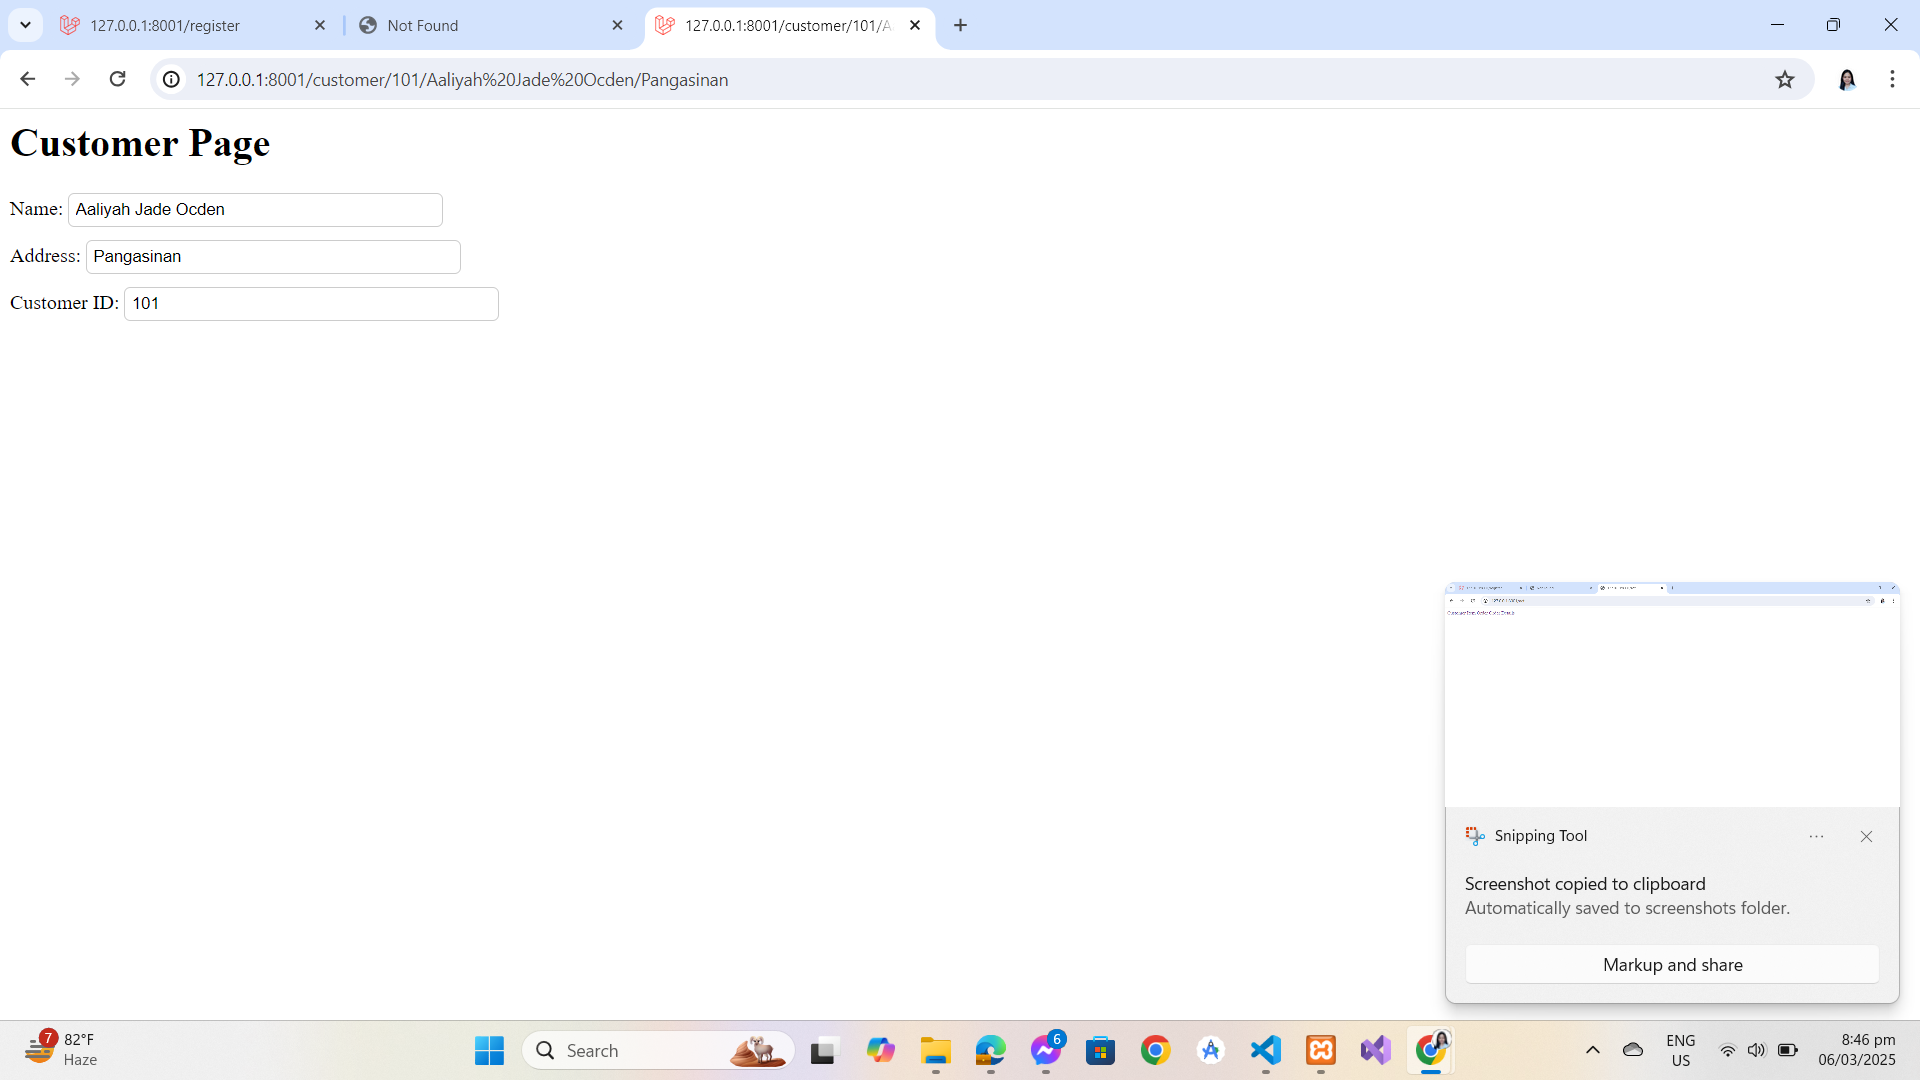 127.0.0.1:8001/register
Not Found
127.0.0.1:8001/customer/101/A
127.0.0.1:8001/customer/101/Aaliyah%20Jade%20Ocden/Pangasinan
Customer Page
Name: Aaliyah Jade Ocden
Address: Pangasinan
Customer ID: 101
Snipping Tool
Screenshot copied to clipboard
Automatically saved to screenshots folder.
Markup and share
7
82°F
Haze
Search
6
ENG
US
8:46 pm
06/03/2025